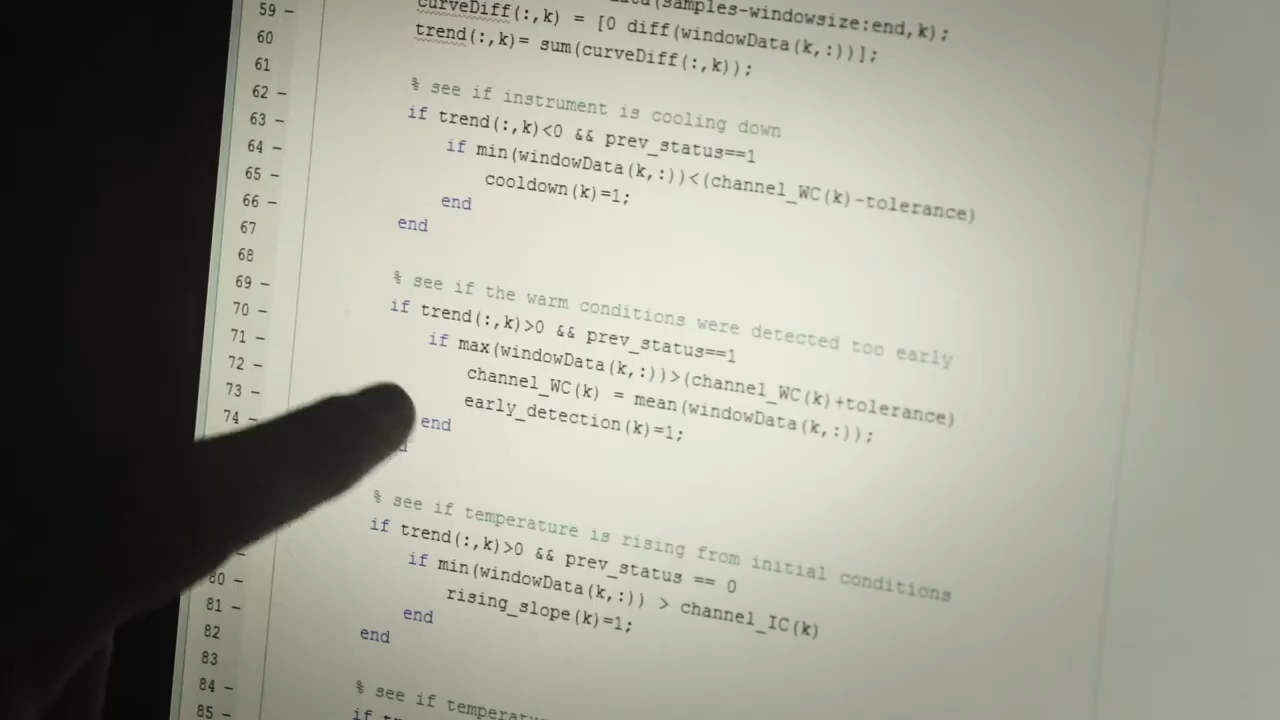 59 - curveDiff(:,k) = [0 diff(windowData(k,:))];
60 trend(:,k)= sum(curveDiff(:,k));
61
62 - % see if instrument is cooling down
63 - if trend(:,k)<0 && prev_status==1
64 - if min(windowData(k,:))<(channel_WC(k)-tolerance)
65 - cooldown(k)=1;
66 - end
67 end
68
69 - % see if the warm conditions were detected too early
70 - if trend(:,k)>0 && prev_status==1
71 - if max(windowData(k,:))>(channel_WC(k)+tolerance)
72 - channel_WC(k) = mean(windowData(k,:));
73 - early_detection(k)=1;
74 - end
% see if temperature is rising from initial conditions
if trend(:,k)>0 && prev_status == 0
80 - if min(windowData(k,:)) > channel_IC(k)
81 - rising_slope(k)=1;
82 end
83 end
84 - % see if
85 - if